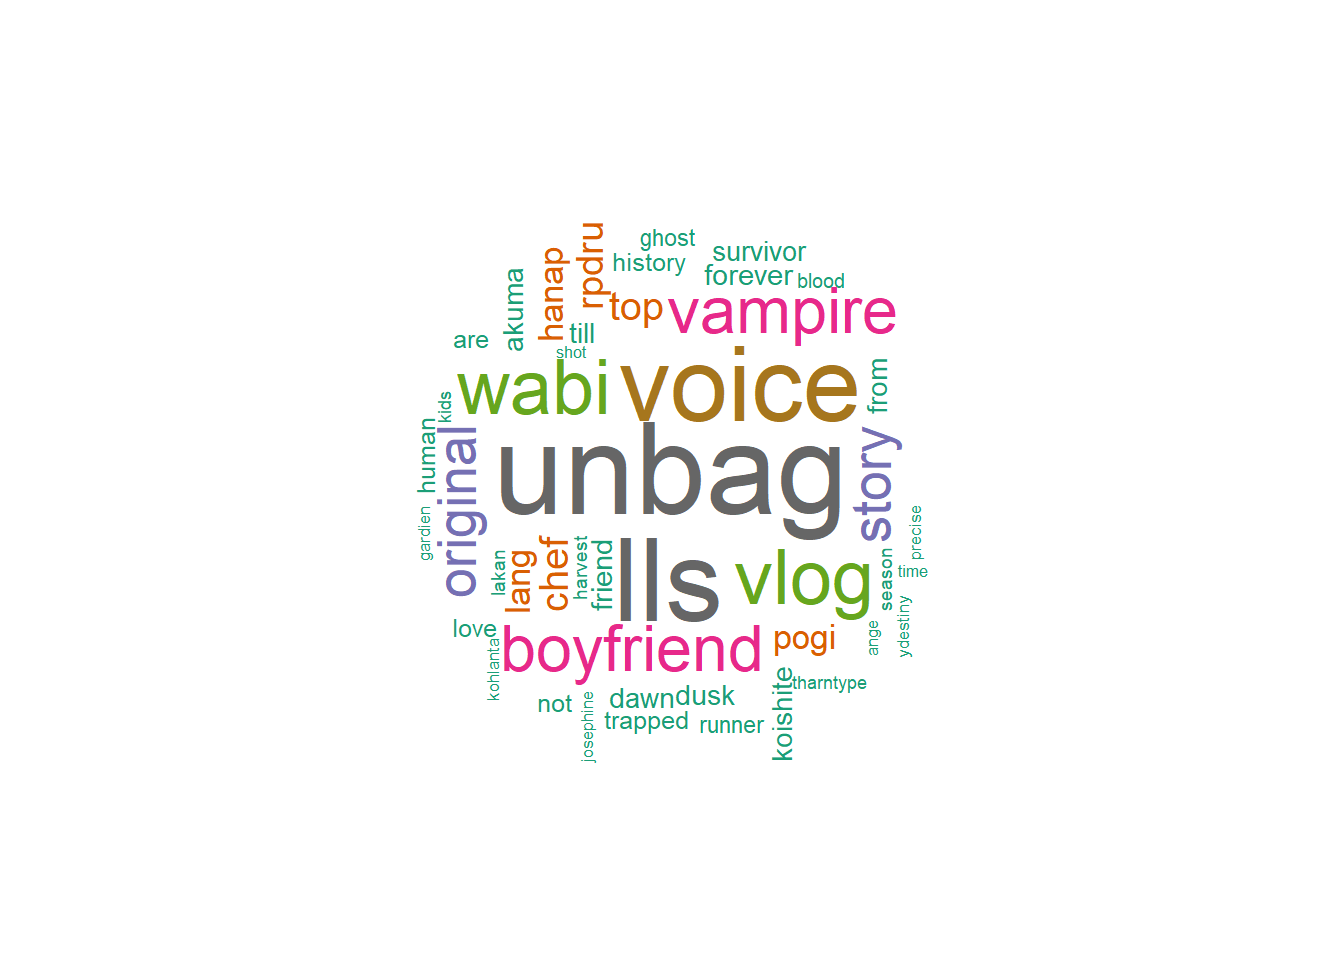 ghost
survivor
history
forever
blood
rpdru
hanap
akuma
top
vampire
till
are
shot
wabi
voice
from
kids
human
original
unbag
story
gardien
precise
lakan
lang
chef
harvest
friend
lls
vlog
season
time
love
kohlanta
boyfriend
pogi
ange
ydestiny
tharntype
not
josephine
dawn
dusk
trapped
runner
koishite